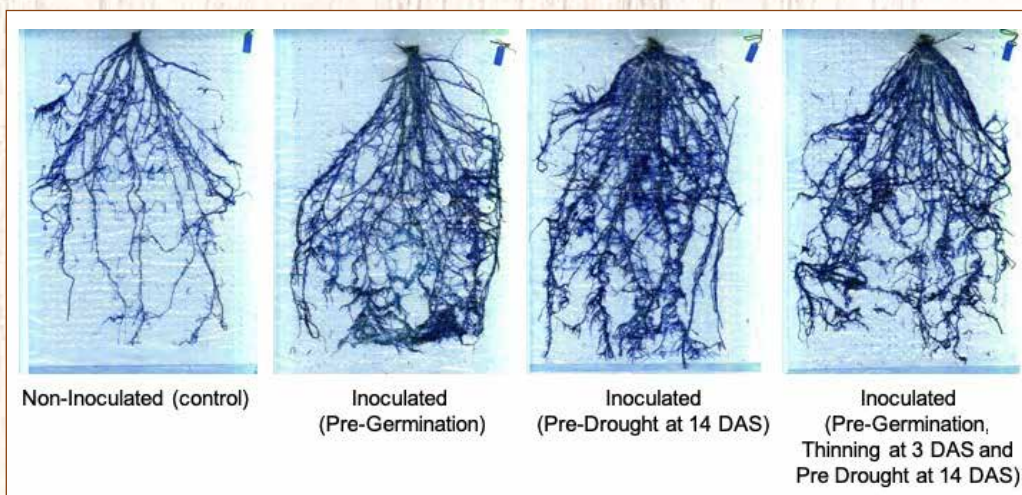 Non-Inoculated (control)
Inoculated
(Pre-Germination)
Inoculated
(Pre-Drought at 14 DAS)
Inoculated
(Pre-Germination,
Thinning at 3 DAS and
Pre Drought at 14 DAS)